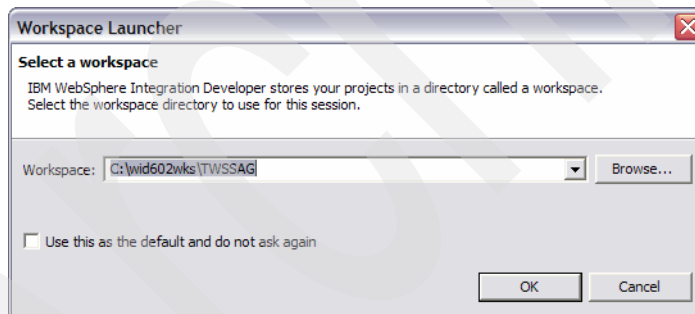 Workspace Launcher
Select a workspace
IBM WebSphere Integration Developer stores your projects in a directory called a workspace.
Select the workspace directory to use for this session.
Workspace: C:\wid602wks\TWSSAG Browse...
Use this as the default and do not ask again
OK Cancel